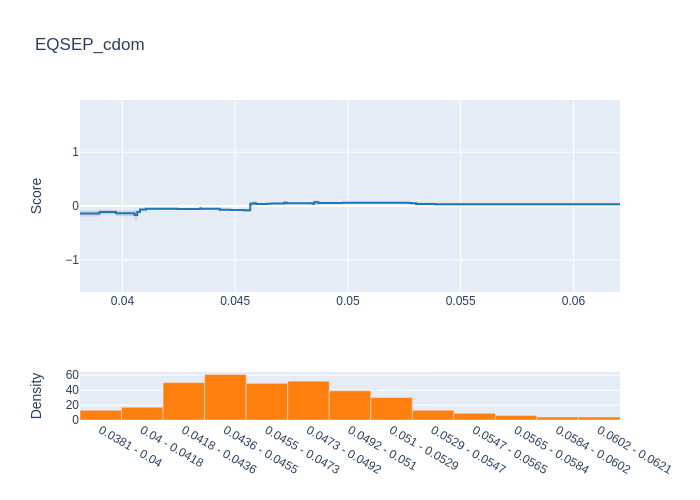 EQSEP_cdom
Score
1
0
−1
0.04
0.045
0.05
0.055
0.06
Density
60
40
20
0
0.0381 - 0.04
0.04 - 0.0418
0.0418 - 0.0436
0.0436 - 0.0455
0.0455 - 0.0473
0.0473 - 0.0492
0.0492 - 0.051
0.051 - 0.0529
0.0529 - 0.0547
0.0547 - 0.0565
0.0565 - 0.0584
0.0584 - 0.0602
0.0602 - 0.0621